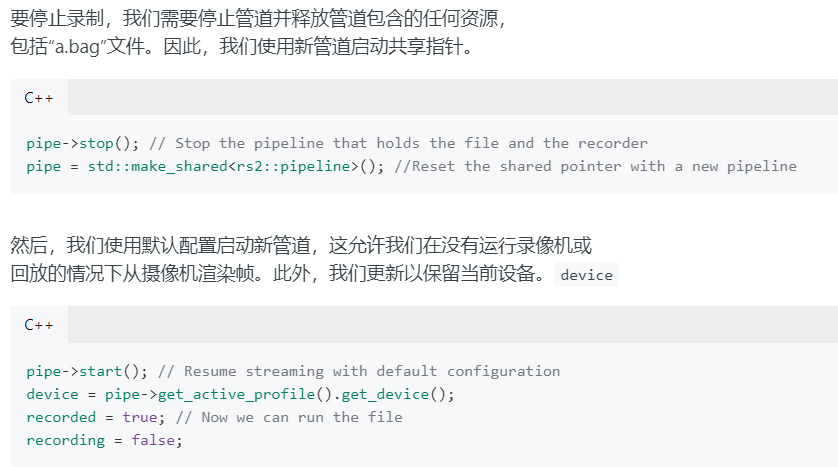 要停止录制，我们需要停止管道并释放管道包含的任何资源，
包括“a.bag”文件。因此，我们使用新管道启动共享指针。
C++
pipe->stop(); // Stop the pipeline that holds the file and the recorder
pipe = std::make_shared<rs2::pipeline>(); //Reset the shared pointer with a new pipeline
然后，我们使用默认配置启动新管道，这允许我们在没有运行录像机或
回放的情况下从摄像机渲染帧。此外，我们更新以保留当前设备。 device
C++
pipe->start(); // Resume streaming with default configuration
device = pipe->get_active_profile().get_device();
recorded = true; // Now we can run the file
recording = false;